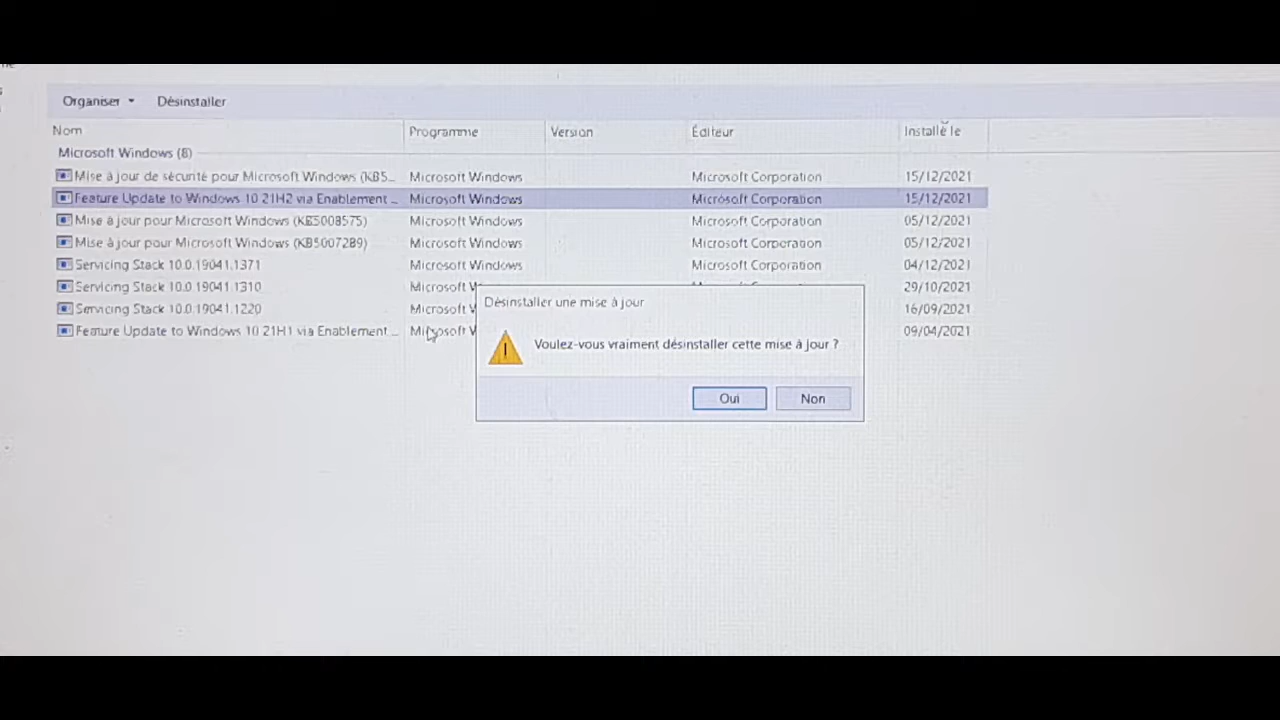 Organiser Désinstaller
Nom Programme Version Éditeur Installé le
Microsoft Windows (8)
Mise à jour de sécurité pour Microsoft Windows (KB5... Microsoft Windows Microsoft Corporation 15/12/2021
Feature Update to Windows 10 21H2 via Enablement ... Microsoft Windows Microsoft Corporation 15/12/2021
Mise à jour pour Microsoft Windows (KB5008575) Microsoft Windows Microsoft Corporation 05/12/2021
Mise à jour pour Microsoft Windows (KB5007289) Microsoft Windows Microsoft Corporation 05/12/2021
Servicing Stack 10.0.19041.1371 Microsoft Windows Microsoft Corporation 04/12/2021
Servicing Stack 10.0.19041.1310 Microsoft W 29/10/2021
Servicing Stack 10.0.19041.1220 Microsoft W 16/09/2021
Feature Update to Windows 10 21H1 via Enablement ... Microsoft W 09/04/2021
Désinstaller une mise à jour
Voulez-vous vraiment désinstaller cette mise à jour ?
Oui Non